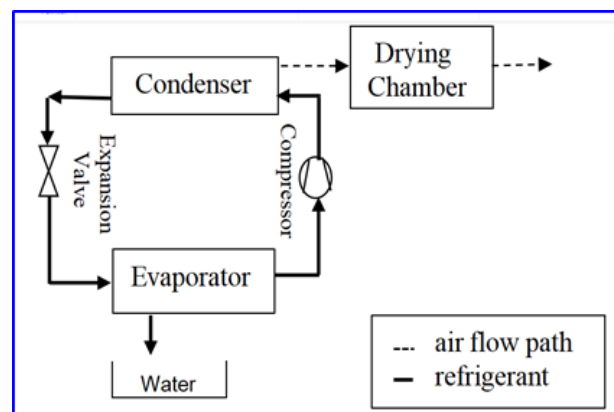 Drying
Chamber
Condenser
Expansion
Valve
Compressor
Evaporator
Water
air flow path
refrigerant